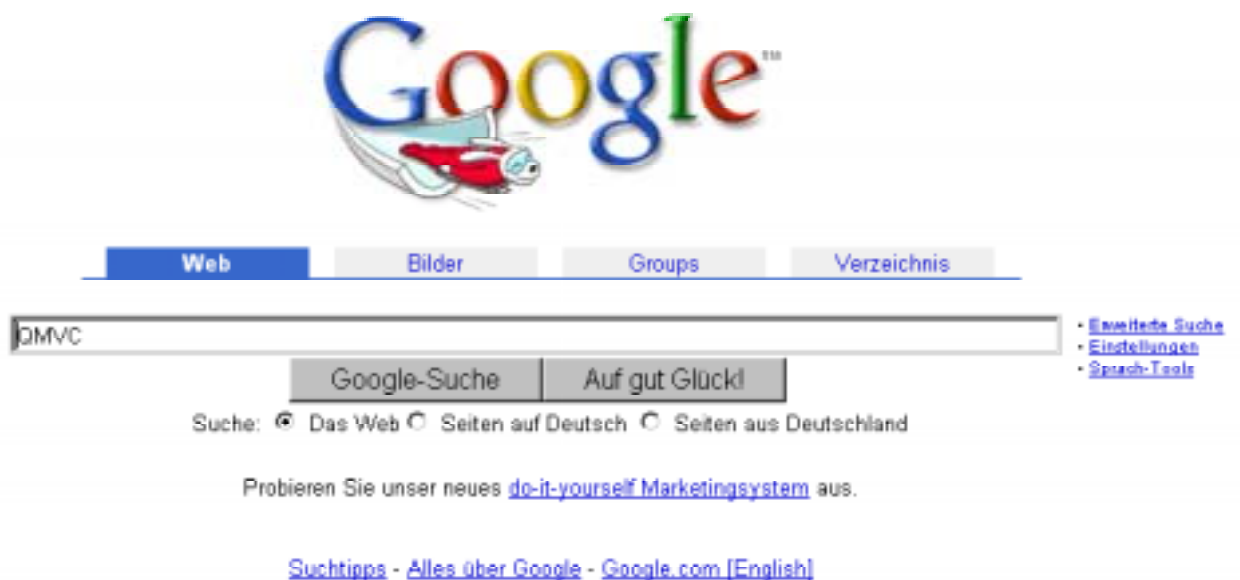 Google™
Web Bilder Groups Verzeichnis
QMVC
• Erweiterte Suche
• Einstellungen
• Sprach-Tools
Google-Suche Auf gut Glück!
Suche: Das Web Seiten auf Deutsch Seiten aus Deutschland
Probieren Sie unser neues do-it-yourself Marketingsystem aus.
Suchtipps - Alles über Google - Google.com [English]